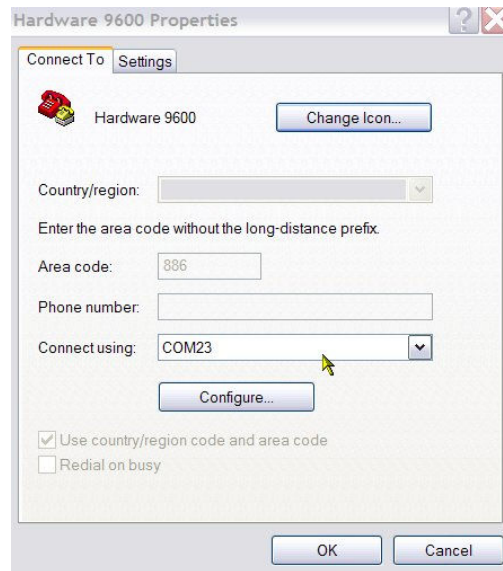 Hardware 9600 Properties
Connect To Settings
Hardware 9600 Change Icon...
Country/region:
Enter the area code without the long-distance prefix.
Area code: 886
Phone number:
Connect using: COM23
Configure...
Use country/region code and area code
Redial on busy
OK Cancel